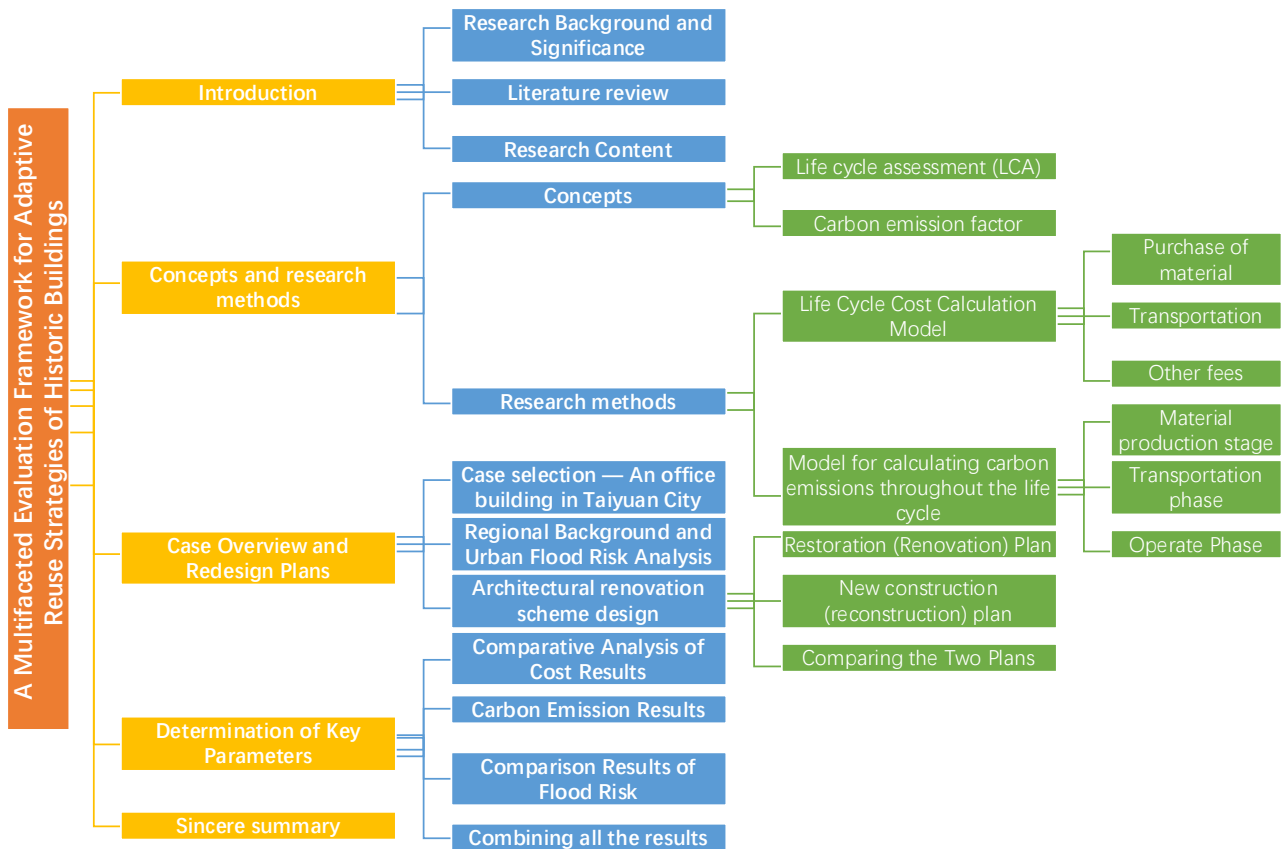 A Multifaceted Evaluation Framework for Adaptive
Reuse Strategies of Historic Buildings
Introduction
Research Background and
Significance
Literature review
Research Content
Concepts and research
methods
Concepts
Life cycle assessment (LCA)
Carbon emission factor
Research methods
Life Cycle Cost Calculation
Model
Purchase of
material
Transportation
Other fees
Model for calculating carbon
emissions throughout the life
cycle
Material
production stage
Transportation
phase
Operate Phase
Case Overview and
Redesign Plans
Case selection — An office
building in Taiyuan City
Regional Background and
Urban Flood Risk Analysis
Architectural renovation
scheme design
Restoration (Renovation) Plan
New construction
(reconstruction) plan
Comparing the Two Plans
Determination of Key
Parameters
Comparative Analysis of
Cost Results
Carbon Emission Results
Comparison Results of
Flood Risk
Combining all the results
Sincere summary